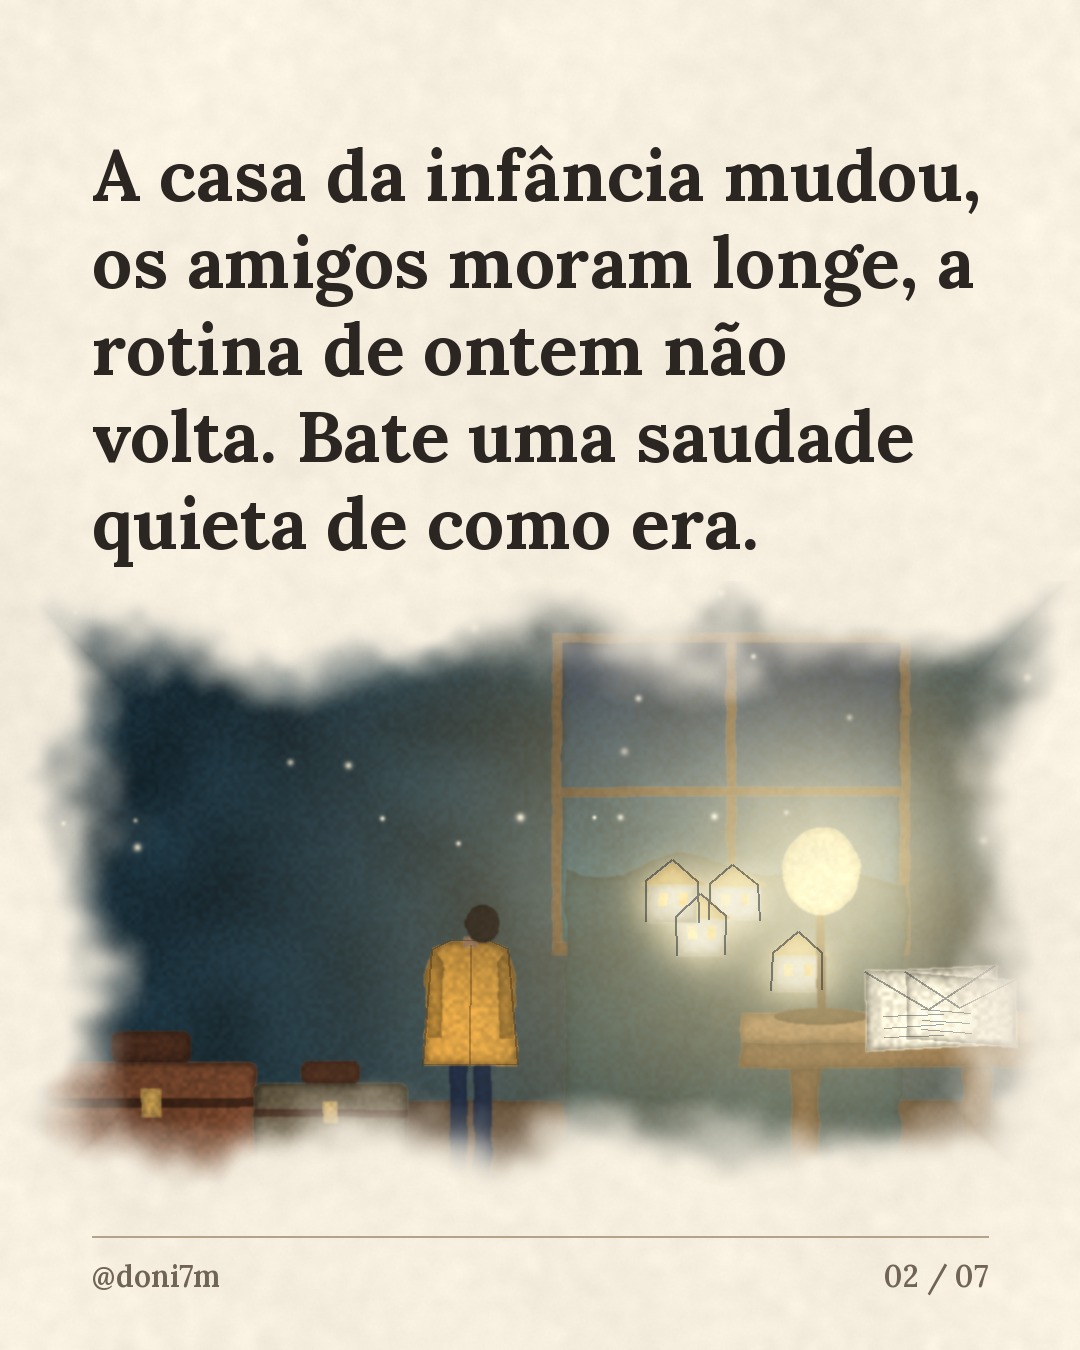 A casa da infância mudou,
os amigos moram longe, a
rotina de ontem não
volta. Bate uma saudade
quieta de como era.
@doni7m
02 / 07